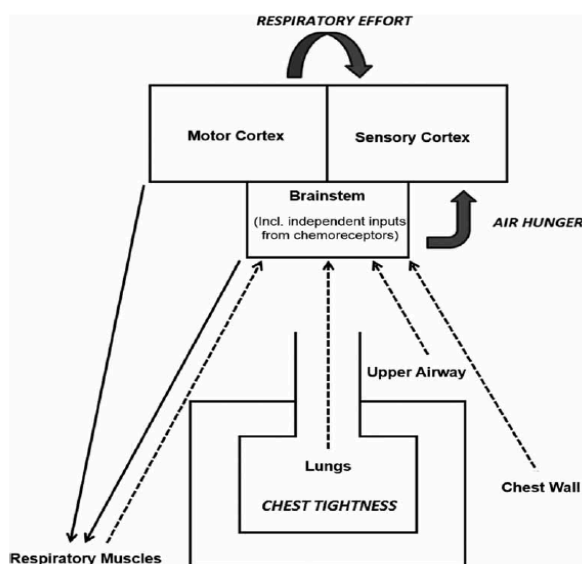 RESPIRATORY EFFORT
Motor Cortex
Sensory Cortex
Brainstem
(Incl. independent inputs
from chemoreceptors)
AIR HUNGER
Upper Airway
Lungs
CHEST TIGHTNESS
Chest Wall
Respiratory Muscles